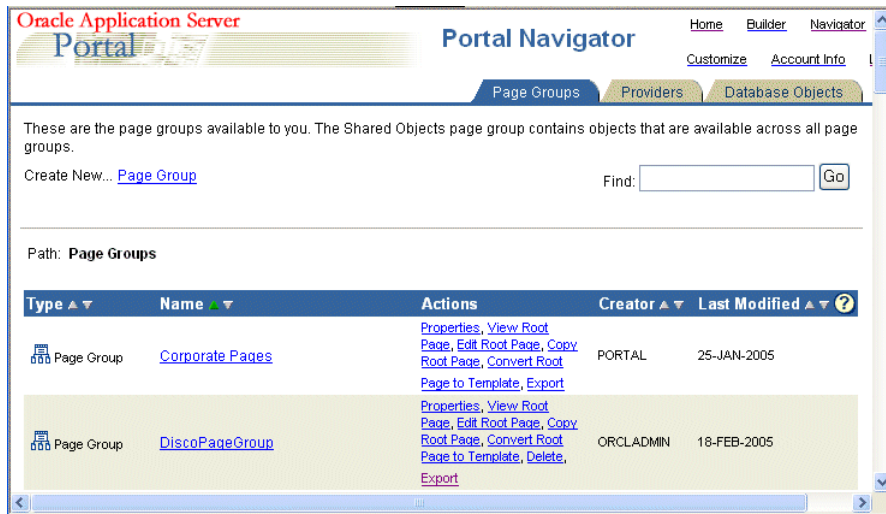 Oracle Application Server
Portal
Portal Navigator
Home Builder Navigator
Customize Account Info
Page Groups Providers Database Objects
These are the page groups available to you. The Shared Objects page group contains objects that are available across all page
groups.
Create New... Page Group
Find: Go
Path: Page Groups
Type Name Actions Creator Last Modified ?
Page Group Corporate Pages Properties, View Root
Page, Edit Root Page, Copy
Root Page, Convert Root
Page to Template, Export
PORTAL 25-JAN-2005
Page Group DiscoPageGroup Properties, View Root
Page, Edit Root Page, Copy
Root Page, Convert Root
Page to Template, Delete,
Export
ORCLADMIN 18-FEB-2005